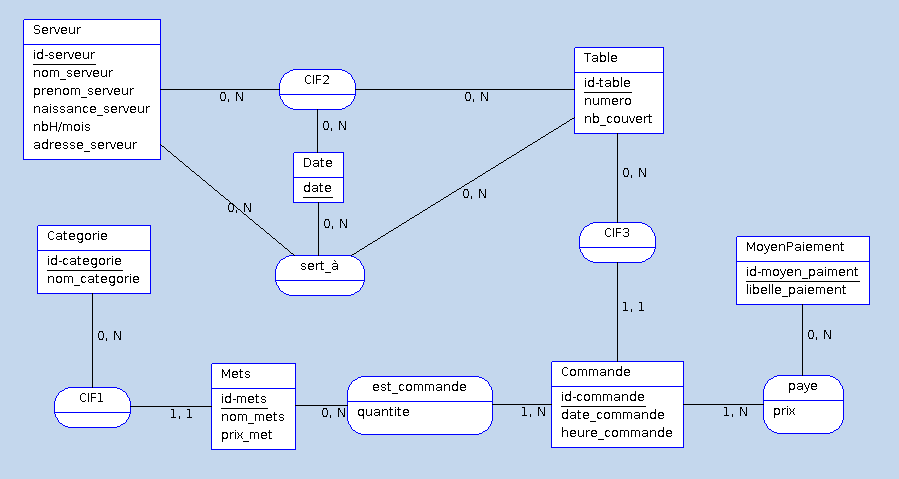 Serveur
id-serveur
nom_serveur
prenom_serveur
naissance_serveur
nbH/mois
adresse_serveur
CIF2
0, N
0, N
0, N
Table
id-table
numero
nb_couvert
Date
date
0, N
0, N
0, N
sert_à
0, N
CIF3
1, 1
Categorie
id-categorie
nom_categorie
0, N
CIF1
1, 1
Mets
id-mets
nom_mets
prix_met
0, N
est_commande
quantite
1, N
Commande
id-commande
date_commande
heure_commande
1, N
MoyenPaiement
id-moyen_paiment
libelle_paiement
0, N
paye
prix